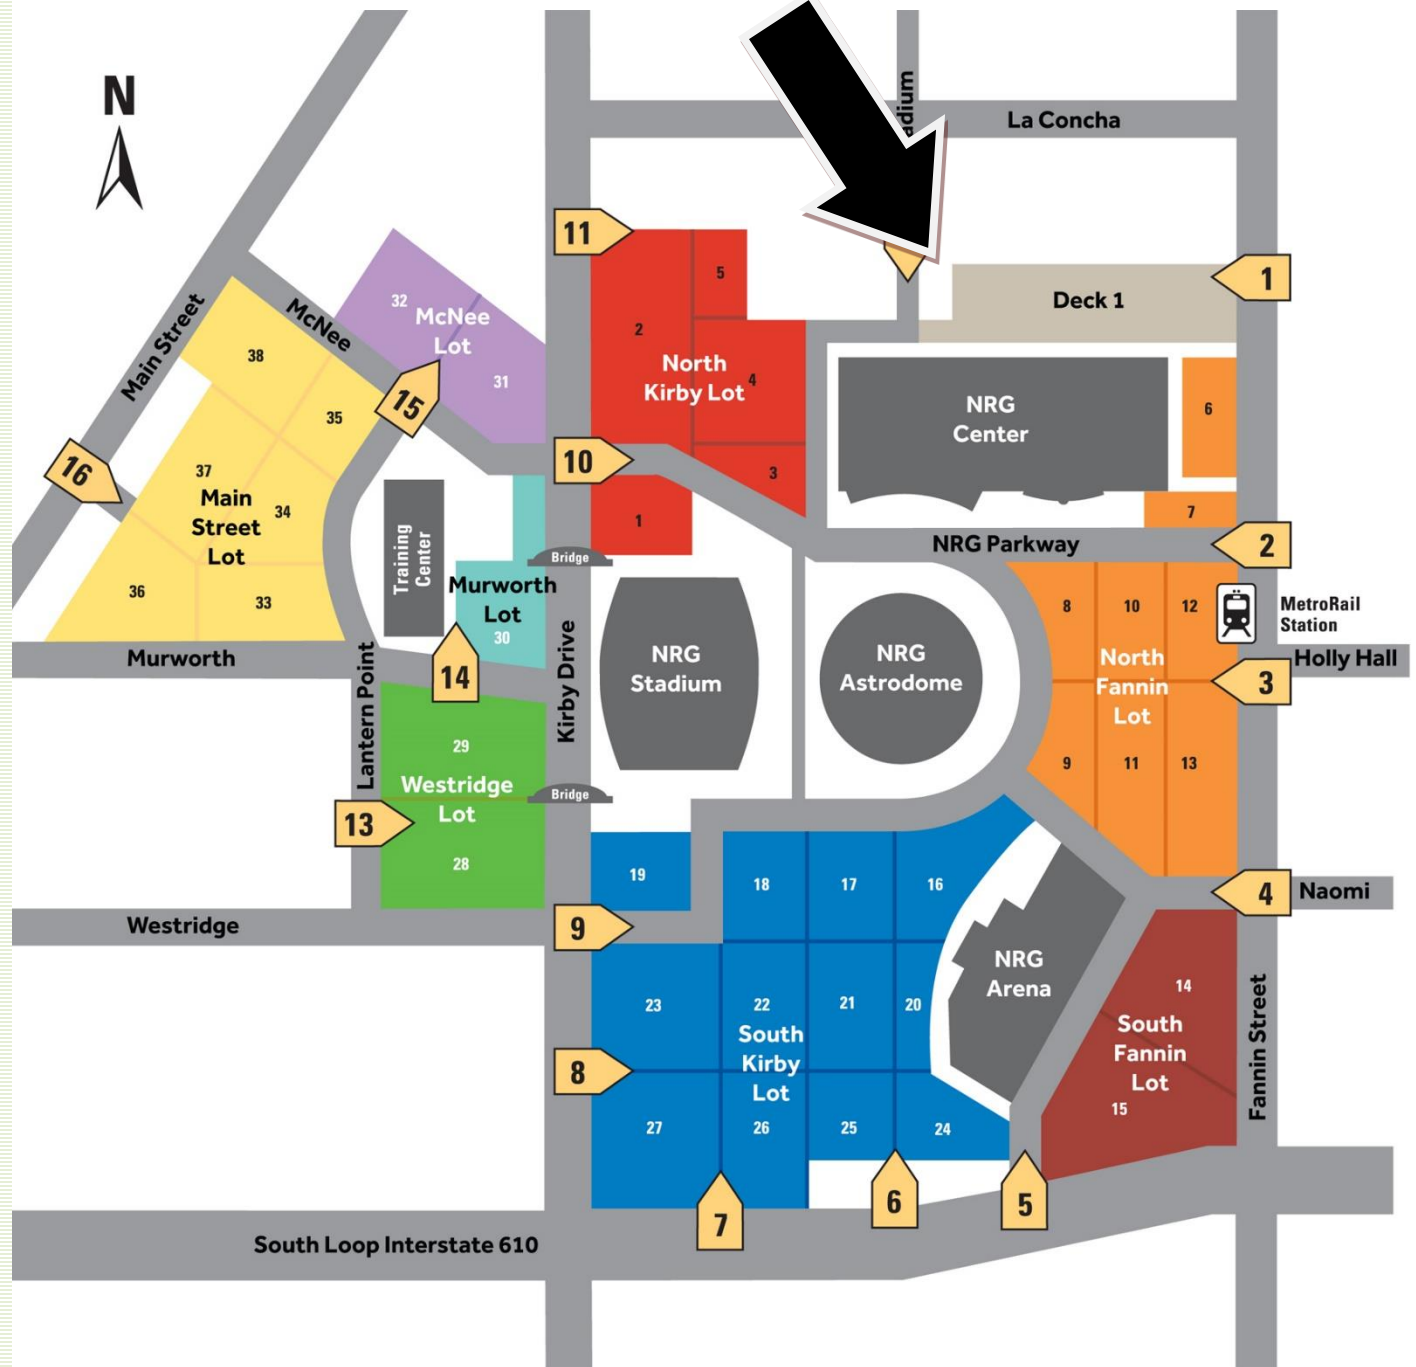 N
La Concha
adium
11
1
5
Deck 1
Main Street
McNee
32
McNee
Lot
31
2
North
Kirby Lot
4
3
1
10
NRG
Center
6
7
38
35
15
16
37
Main
Street
Lot
34
36
33
Training
Center
Bridge
NRG Parkway
2
Murworth
Lot
30
14
Murworth
Lantern Point
Kirby Drive
NRG
Stadium
NRG
Astrodome
8
10
12
North
Fannin
Lot
9
11
13
MetroRail
Station
Holly Hall
3
29
Westridge
Lot
28
13
Bridge
19
18
17
16
4
Naomi
Westridge
9
23
22
21
20
South
Kirby
Lot
8
27
26
25
24
NRG
Arena
14
South
Fannin
Lot
15
Fannin Street
7
6
5
South Loop Interstate 610